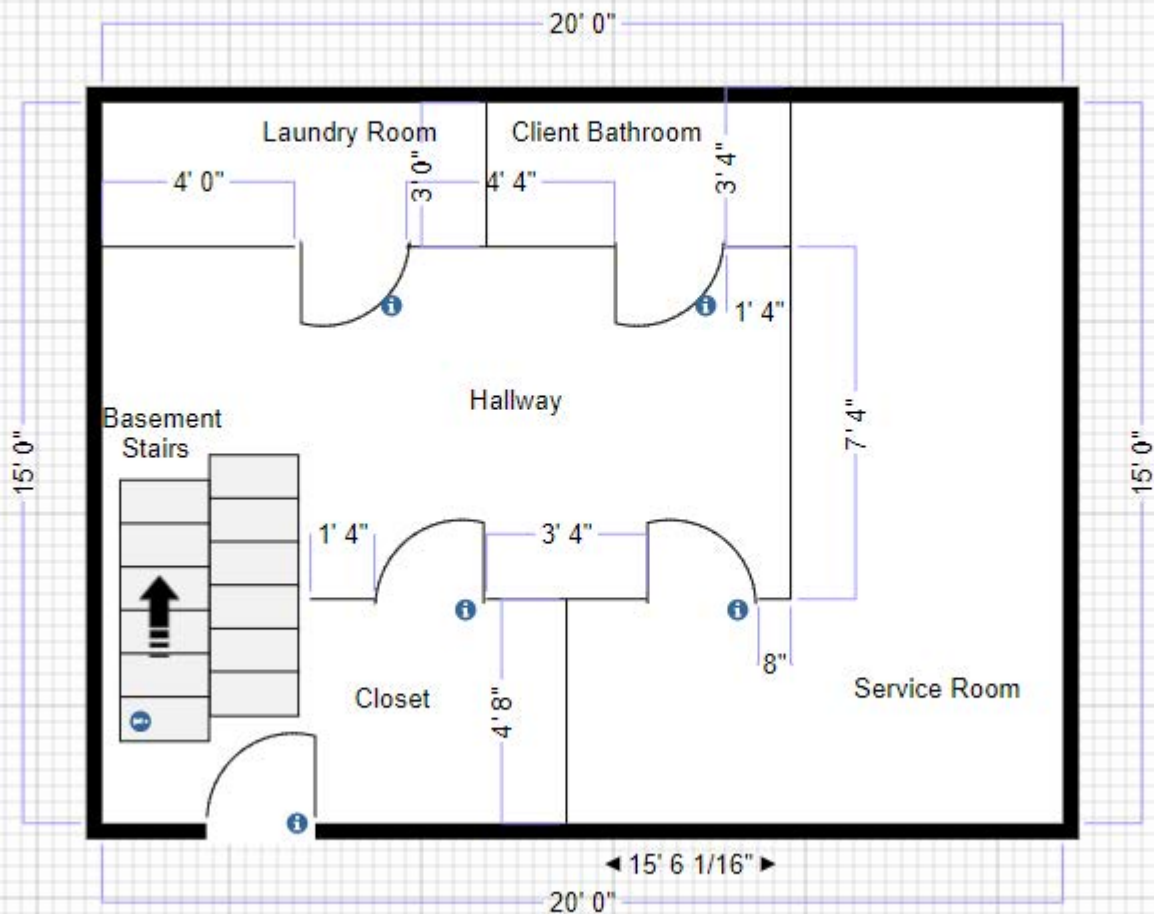 20' 0"
Laundry Room
Client Bathroom
4' 0"
3' 0"
4' 4"
3' 4"
1' 4"
Hallway
7' 4"
Basement
Stairs
15' 0"
15' 0"
1' 4"
3' 4"
8"
Closet
4' 8"
Service Room
15' 6 1/16"
20' 0"